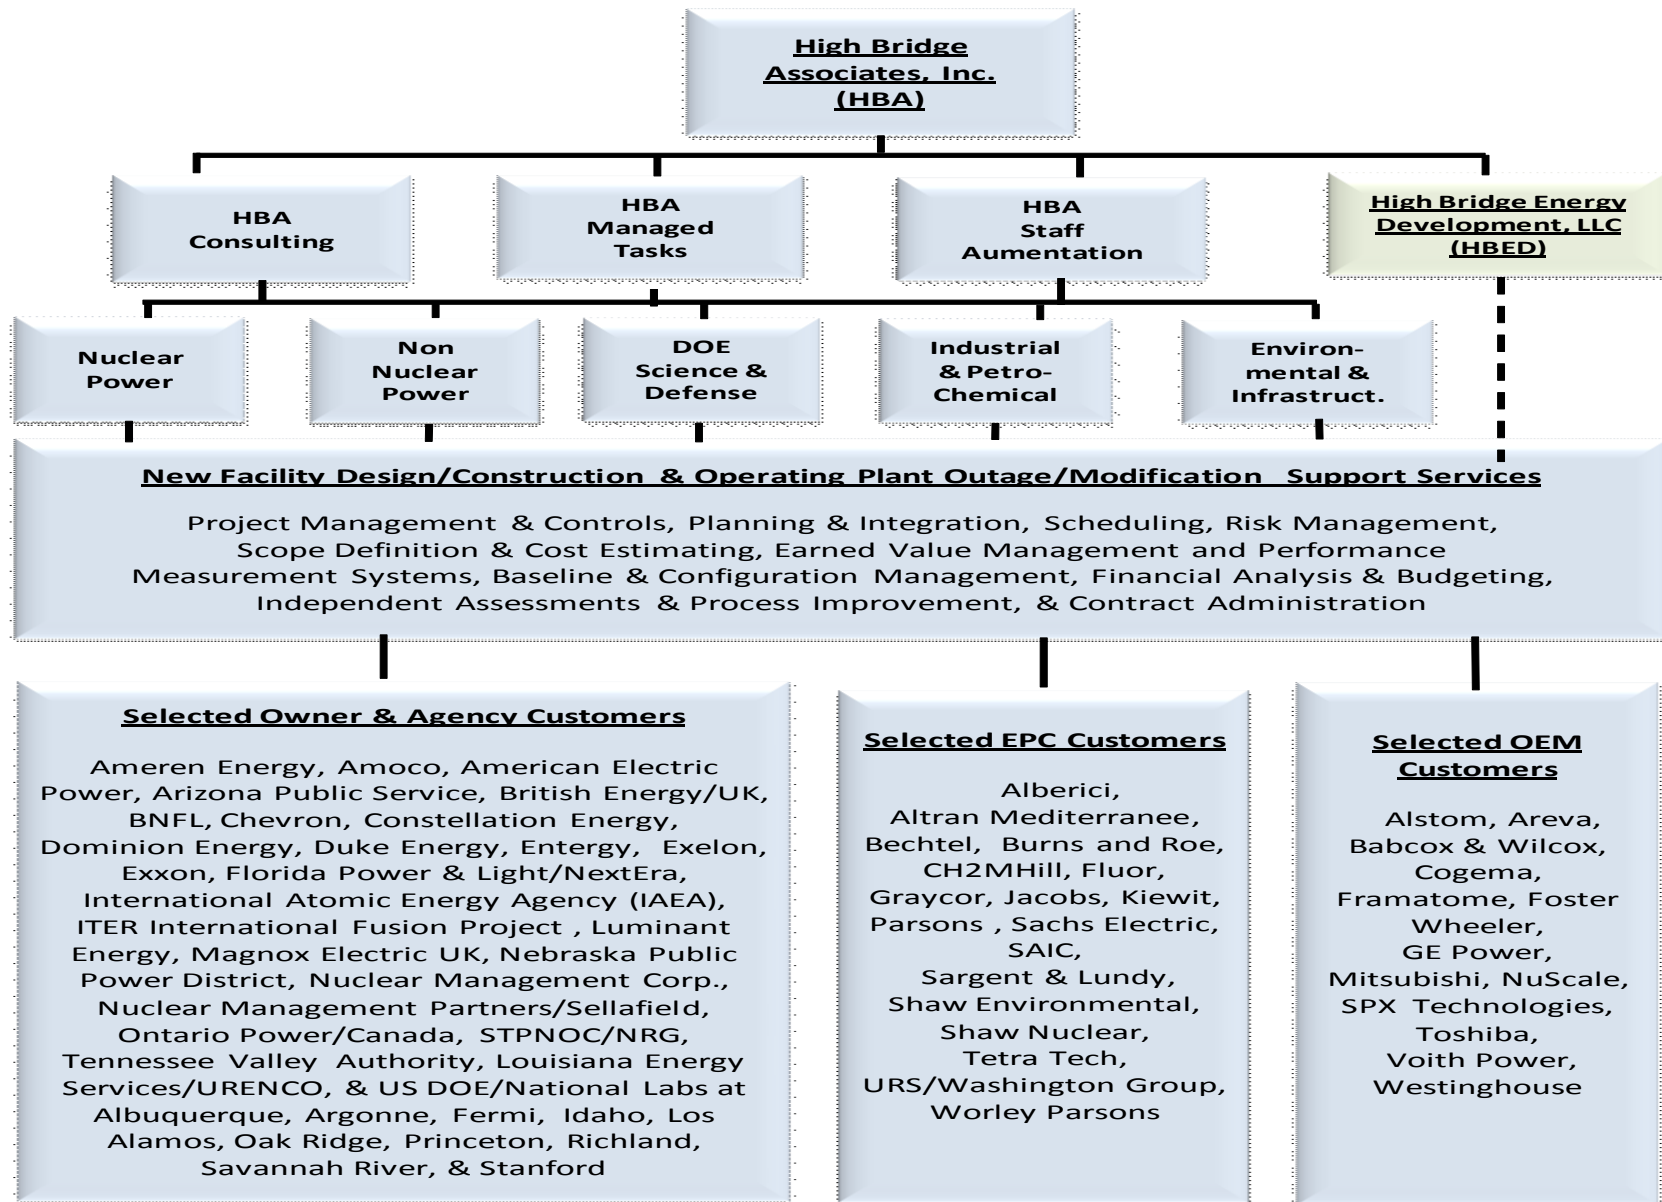 High Bridge
Associates, Inc.
(HBA)
HBA
Consulting
HBA
Managed
Tasks
HBA
Staff
Aumentation
High Bridge Energy
Development, LLC
(HBED)
Nuclear
Power
Non
Nuclear
Power
DOE
Science &
Defense
Industrial
& Petro-
Chemical
Environ-
mental &
Infrastruct.
New Facility Design/Construction & Operating Plant Outage/Modification Support Services
Project Management & Controls, Planning & Integration, Scheduling, Risk Management,
Scope Definition & Cost Estimating, Earned Value Management and Performance
Measurement Systems, Baseline & Configuration Management, Financial Analysis & Budgeting,
Independent Assessments & Process Improvement, & Contract Administration
Selected Owner & Agency Customers
Ameren Energy, Amoco, American Electric
Power, Arizona Public Service, British Energy/UK,
BNFL, Chevron, Constellation Energy,
Dominion Energy, Duke Energy, Entergy, Exelon,
Exxon, Florida Power & Light/NextEra,
International Atomic Energy Agency (IAEA),
ITER International Fusion Project , Luminant
Energy, Magnox Electric UK, Nebraska Public
Power District, Nuclear Management Corp.,
Nuclear Management Partners/Sellafield,
Ontario Power/Canada, STPNOC/NRG,
Tennessee Valley Authority, Louisiana Energy
Services/URENCO, & US DOE/National Labs at
Albuquerque, Argonne, Fermi, Idaho, Los
Alamos, Oak Ridge, Princeton, Richland,
Savannah River, & Stanford
Selected EPC Customers
Alberici,
Altran Mediterranee,
Bechtel, Burns and Roe,
CH2MHill, Fluor,
Graycor, Jacobs, Kiewit,
Parsons , Sachs Electric,
SAIC,
Sargent & Lundy,
Shaw Environmental,
Shaw Nuclear,
Tetra Tech,
URS/Washington Group,
Worley Parsons
Selected OEM
Customers
Alstom, Areva,
Babcox & Wilcox,
Cogema,
Framatome, Foster
Wheeler,
GE Power,
Mitsubishi, NuScale,
SPX Technologies,
Toshiba,
Voith Power,
Westinghouse